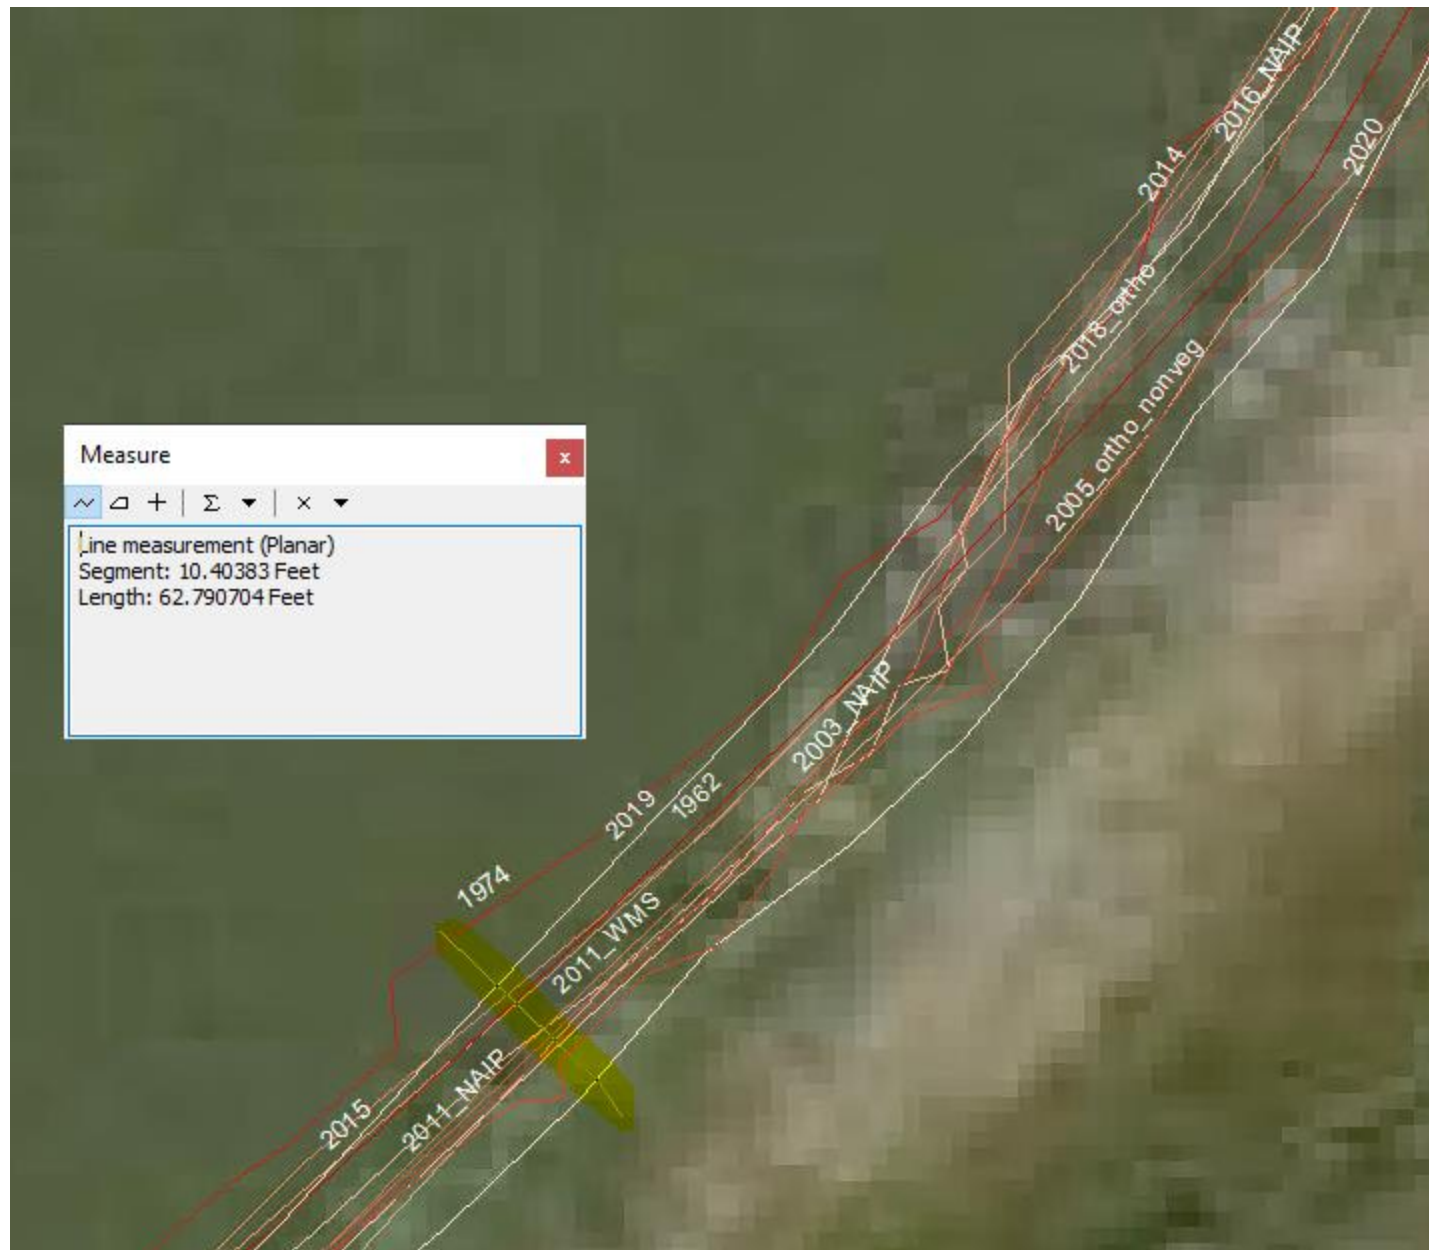 2016_NAIP
2014
2020
2018_ortho
2005_ortho_nonveg
Measure
Line measurement (Planar)
Segment: 10.40383 Feet
Length: 62.790704 Feet
2003_NAIP
2019
1962
1974
2011_WMS
2011_NAIP
2015